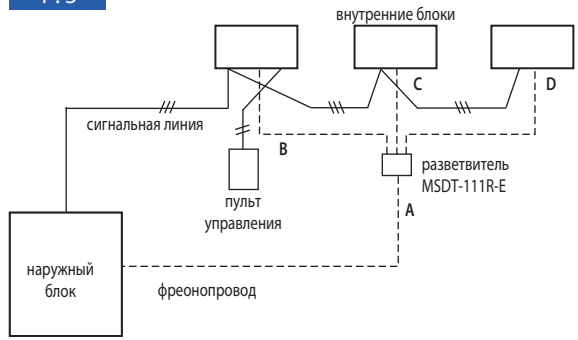 внутренние блоки
C
D
сигнальная линия
B
разветвитель
MSDT-111R-E
пульт
управления
A
наружный
блок
фреонопровод